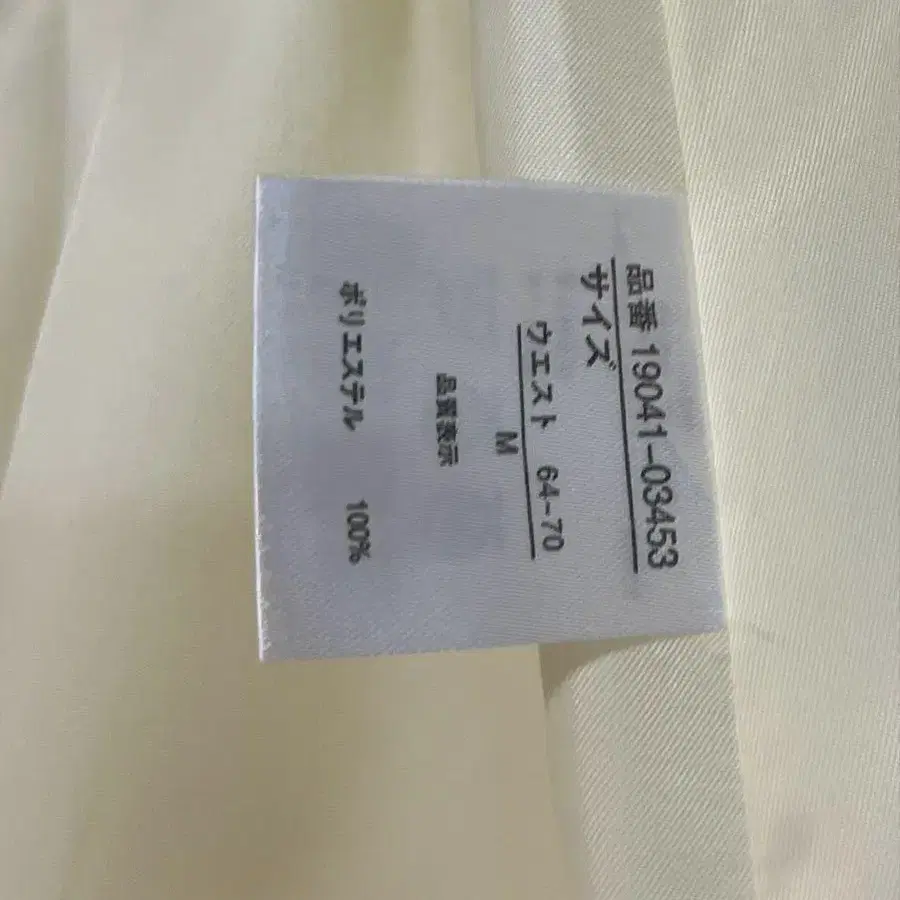 品番 19041-03453
サイズ
ウエスト 64-70
M
品質表示
ポリエステル 100%